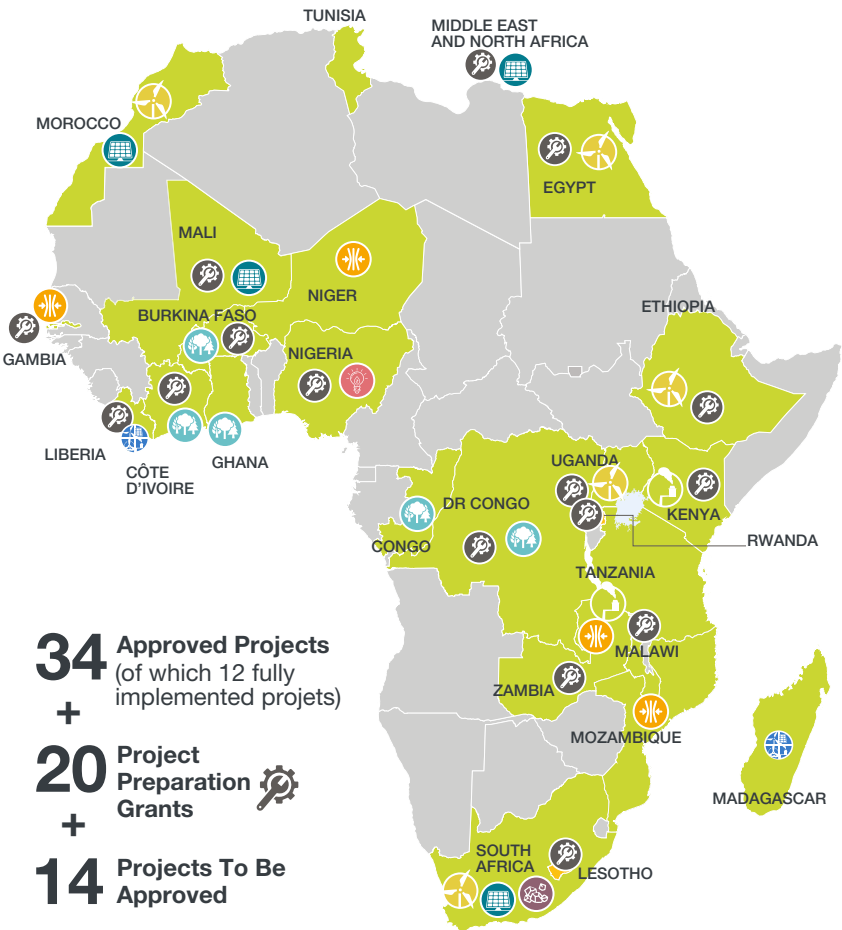 TUNISIA
MIDDLE EAST
AND NORTH AFRICA
MOROCCO
EGYPT
MALI
NIGER
BURKINA FASO
ETHIOPIA
GAMBIA
NIGERIA
LIBERIA
CÔTE
D'IVOIRE
GHANA
UGANDA
DR CONGO
KENYA
CONGO
RWANDA
TANZANIA
MALAWI
ZAMBIA
MOZAMBIQUE
MADAGASCAR
SOUTH
AFRICA
LESOTHO
34 Approved Projects
(of which 12 fully
implemented projets)
+
20 Project
Preparation
Grants
+
14 Projects To Be
Approved